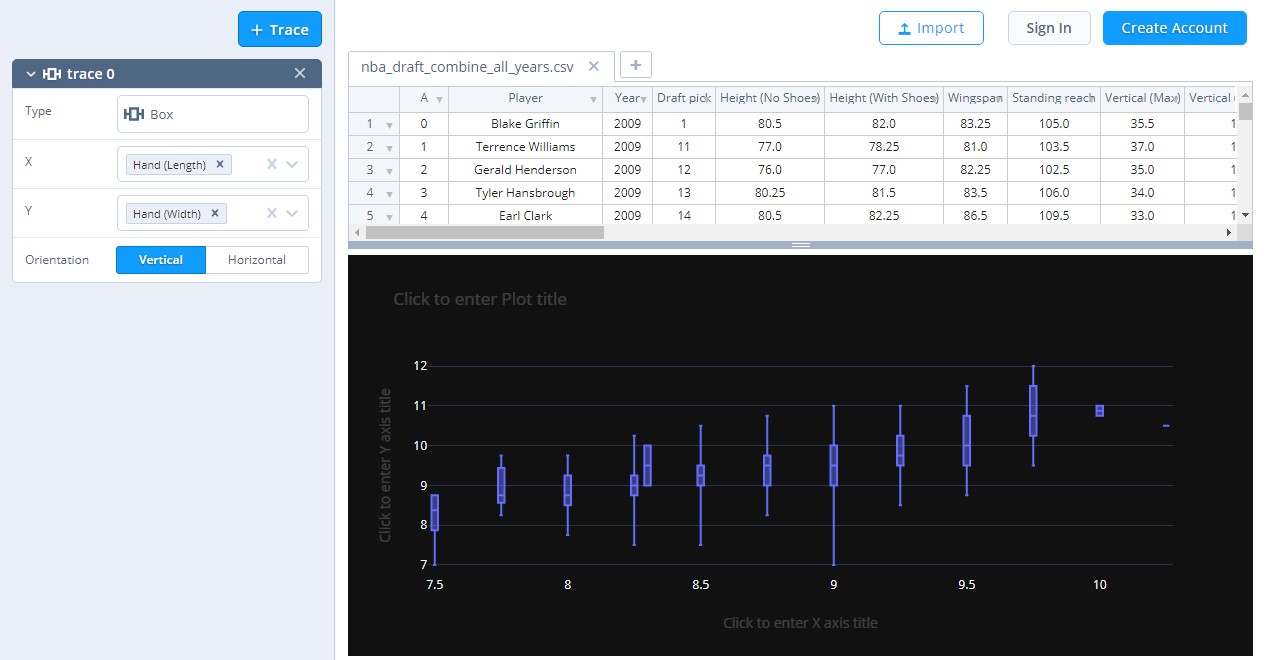 + Trace
trace 0
Type Box
X Hand (Length) ×
Y Hand (Width) ×
Orientation Vertical Horizontal
Import Sign In Create Account
nba_draft_combine_all_years.csv × +
A Player Year Draft pick Height (No Shoes) Height (With Shoes) Wingspan Standing reach Vertical (Max) Vertical
1 0 Blake Griffin 2009 1 80.5 82.0 83.25 105.0 35.5 1
2 1 Terrence Williams 2009 11 77.0 78.25 81.0 103.5 37.0 1
3 2 Gerald Henderson 2009 12 76.0 77.0 82.25 102.5 35.0 1
4 3 Tyler Hansbrough 2009 13 80.25 81.5 83.5 106.0 34.0 1
5 4 Earl Clark 2009 14 80.5 82.25 86.5 109.5 33.0 1
Click to enter Plot title
Click to enter Y axis title
12
11
10
9
8
7
7.5 8 8.5 9 9.5 10
Click to enter X axis title